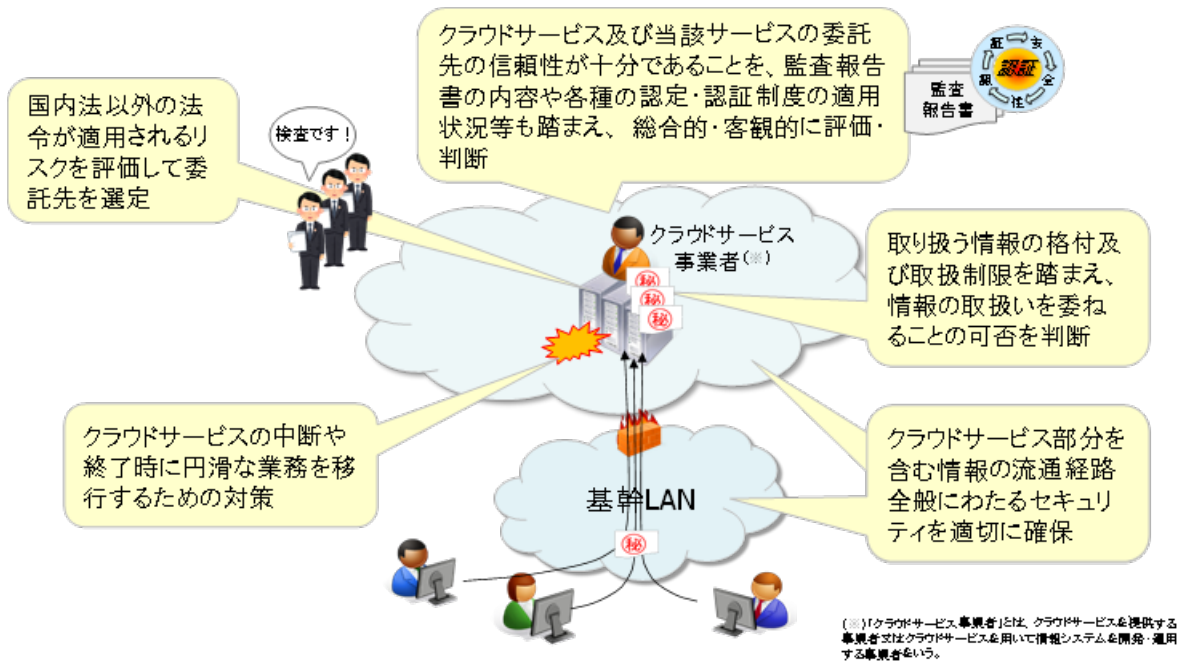 クラウドサービス及び当該サービスの委託
先の信頼性が十分であることを、監査報告
書の内容や各種の認定・認証制度の適用
状況等も踏まえ、総合的・客観的に評価・
判断
監査
報告書
認証
国内法以外の法
令が適用されるリ
スクを評価して委
託先を選定
検査です！
クラウドサービス
事業者(※)
秘
秘
秘
取り扱う情報の格付及
び取扱制限を踏まえ、
情報の取扱いを委ね
ることの可否を判断
クラウドサービスの中断や
終了時に円滑な業務を移
行するための対策
クラウドサービス部分を
含む情報の流通経路
全般にわたるセキュリ
ティを適切に確保
基幹LAN
秘
(※)「クラウドサービス事業者」とは、クラウドサービスを提供する
事業者又はクラウドサービスを用いて情報システムを開発・運用
する事業者をいう。